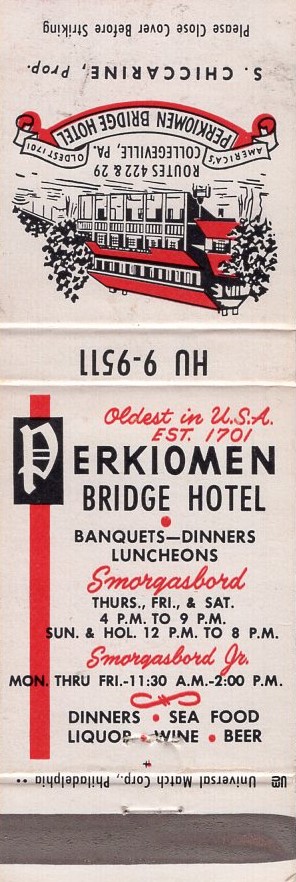 Please Close Cover Before Striking
S. CHICCARINE, Prop.
PERKIOMEN BRIDGE HOTEL
AMERICA'S OLDEST 1701
COLLEGEVILLE, PA.
ROUTES 422 & 29
HU 9-9511
Oldest in U.S.A.
EST. 1701
PERKIOMEN
BRIDGE HOTEL
BANQUETS—DINNERS
LUNCHEONS
Smorgasbord
THURS., FRI., & SAT.
4 P.M. TO 9 P.M.
SUN. & HOL. 12 P.M. TO 8 P.M.
Smorgasbord Jr.
MON. THRU FRI.-11:30 A.M.-2:00 P.M.
DINNERS • SEA FOOD
LIQUOR • WINE • BEER
Universal Match Corp., Philadelphia